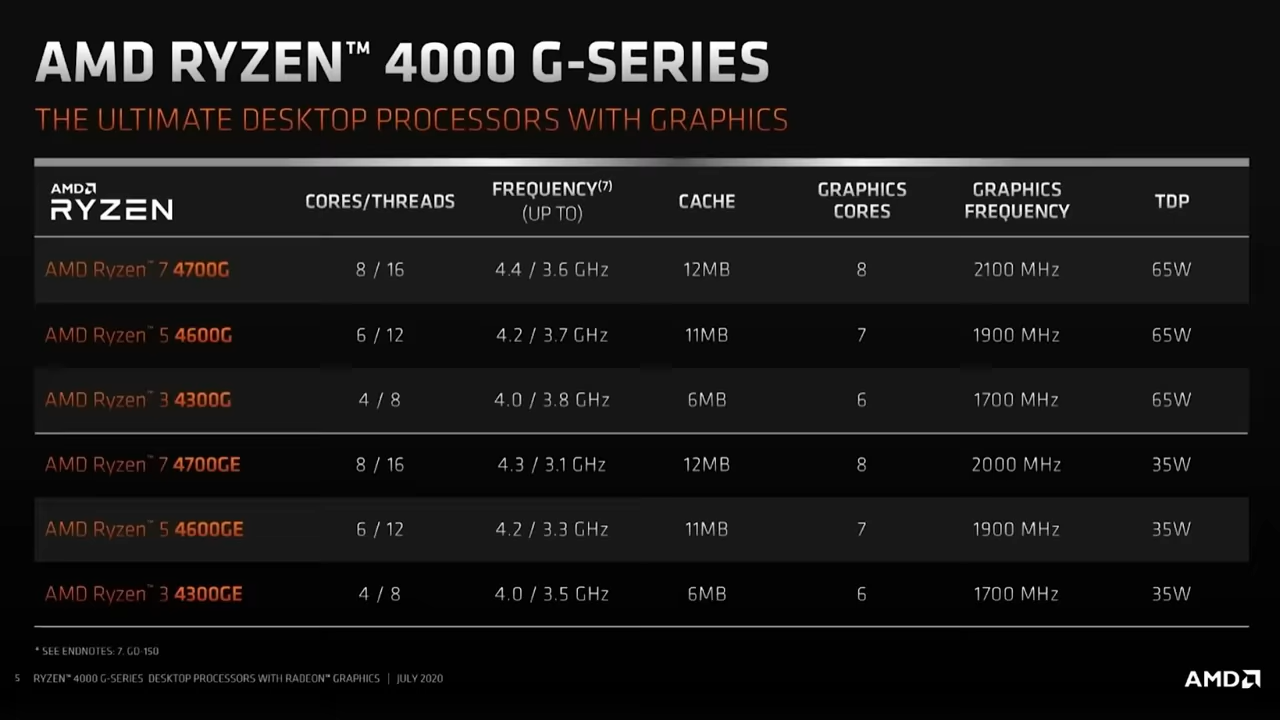 AMD RYZEN™ 4000 G-SERIES
THE ULTIMATE DESKTOP PROCESSORS WITH GRAPHICS
AMD RYZEN CORES/THREADS FREQUENCY(7) (UP TO) CACHE GRAPHICS CORES GRAPHICS FREQUENCY TDP
AMD Ryzen™ 7 4700G 8 / 16 4.4 / 3.6 GHz 12MB 8 2100 MHz 65W
AMD Ryzen™ 5 4600G 6 / 12 4.2 / 3.7 GHz 11MB 7 1900 MHz 65W
AMD Ryzen™ 3 4300G 4 / 8 4.0 / 3.8 GHz 6MB 6 1700 MHz 65W
AMD Ryzen™ 7 4700GE 8 / 16 4.3 / 3.1 GHz 12MB 8 2000 MHz 35W
AMD Ryzen™ 5 4600GE 6 / 12 4.2 / 3.3 GHz 11MB 7 1900 MHz 35W
AMD Ryzen™ 3 4300GE 4 / 8 4.0 / 3.5 GHz 6MB 6 1700 MHz 35W
* SEE ENDNOTES: 7. GD-150
5 RYZEN™ 4000 G-SERIES DESKTOP PROCESSORS WITH RADEON™ GRAPHICS | JULY 2020
AMD